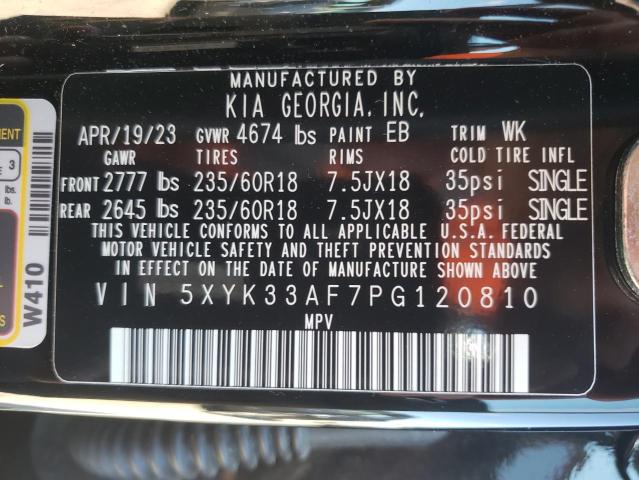 MANUFACTURED BY
KIA GEORGIA, INC.
APR/19/23 GVWR 4674 lbs PAINT EB TRIM WK
GAWR TIRES RIMS COLD TIRE INFL
FRONT 2777 lbs 235/60R18 7.5JX18 35psi SINGLE
REAR 2645 lbs 235/60R18 7.5JX18 35psi SINGLE
THIS VEHICLE CONFORMS TO ALL APPLICABLE U.S.A. FEDERAL
MOTOR VEHICLE SAFETY AND THEFT PREVENTION STANDARDS
IN EFFECT ON THE DATE OF MANUFACTURE SHOWN ABOVE
VIN 5XYK33AF7PG120810
MPV
W410
3
lbs.
lb.